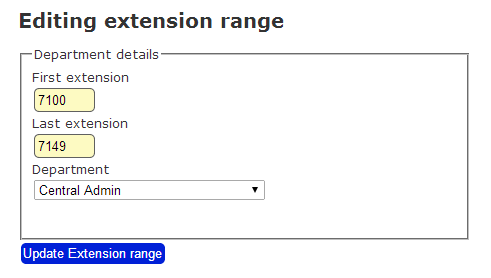 Editing extension range
Department details
First extension
7100
Last extension
7149
Department
Central Admin
Update Extension range